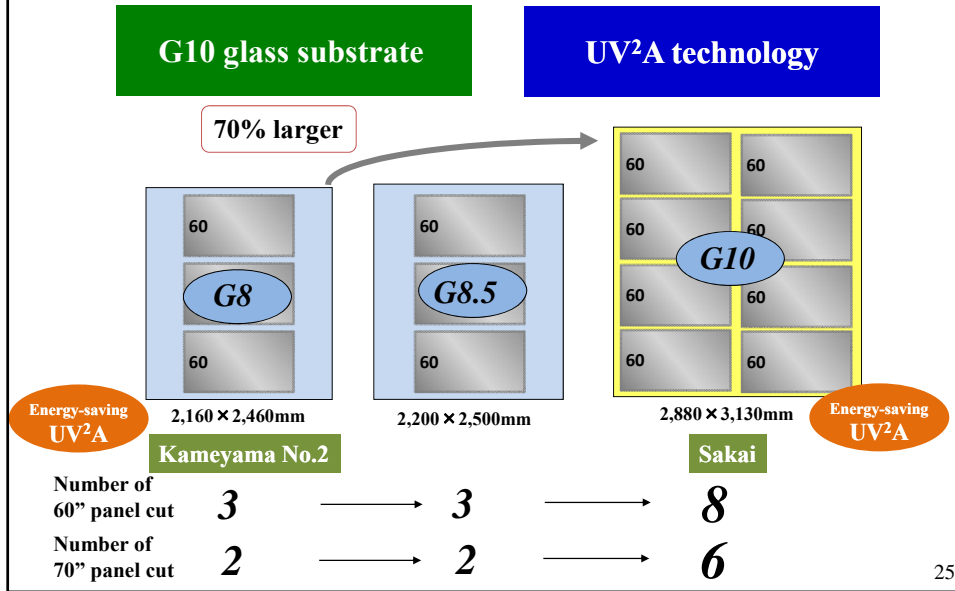 G10 glass substrate
UV²A technology
70% larger
60
60
60
G8
60
60
G8.5
60
60
60
60
60
60
60
60
60
G10
Energy-saving
UV²A
2,160×2,460mm
2,200×2,500mm
2,880×3,130mm
Energy-saving
UV²A
Kameyama No.2
Sakai
Number of
60” panel cut
3
3
8
Number of
70” panel cut
2
2
6
25